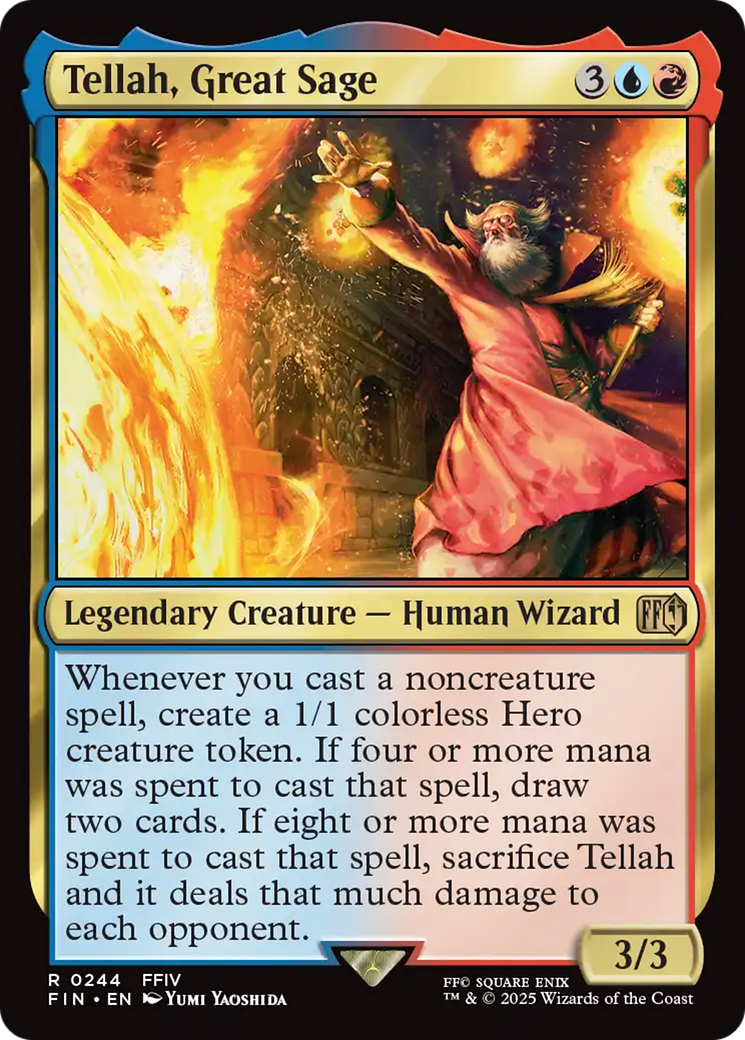 Tellah, Great Sage 3
Legendary Creature — Human Wizard FF
Whenever you cast a noncreature
spell, create a 1/1 colorless Hero
creature token. If four or more mana
was spent to cast that spell, draw
two cards. If eight or more mana was
spent to cast that spell, sacrifice Tellah
and it deals that much damage to
each opponent.
3/3
R 0244 FFIV
FIN • EN Yumi Yaoshida
FF© SQUARE ENIX
™ & © 2025 Wizards of the Coast